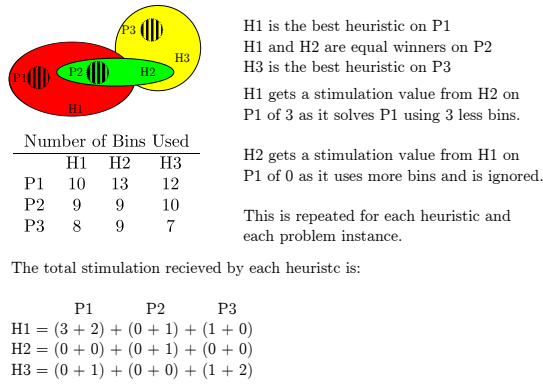 P3
H3
P1
P2
H2
H1
H1 is the best heuristic on P1
H1 and H2 are equal winners on P2
H3 is the best heuristic on P3
H1 gets a stimulation value from H2 on
P1 of 3 as it solves P1 using 3 less bins.
H2 gets a stimulation value from H1 on
P1 of 0 as it uses more bins and is ignored.
This is repeated for each heuristic and
each problem instance.
Number of Bins Used
H1 H2 H3
P1 10 13 12
P2 9 9 10
P3 8 9 7
The total stimulation recieved by each heuristc is:
P1 P2 P3
H1 = (3 + 2) + (0 + 1) + (1 + 0)
H2 = (0 + 0) + (0 + 1) + (0 + 0)
H3 = (0 + 1) + (0 + 0) + (1 + 2)